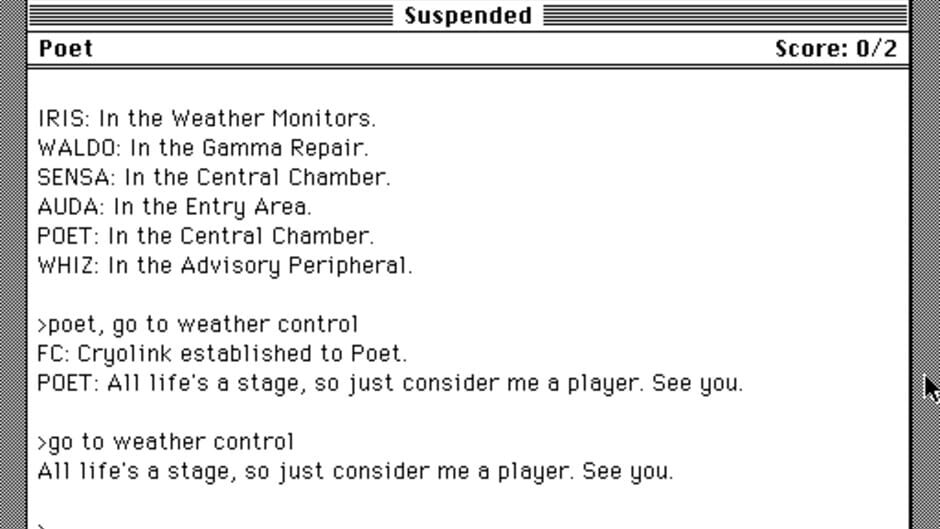 Suspended
Poet Score: 0/2
IRIS: In the Weather Monitors.
WALDO: In the Gamma Repair.
SENSA: In the Central Chamber.
AUDA: In the Entry Area.
POET: In the Central Chamber.
WHIZ: In the Advisory Peripheral.
>poet, go to weather control
FC: Cryolink established to Poet.
POET: All life's a stage, so just consider me a player. See you.
>go to weather control
All life's a stage, so just consider me a player. See you.
>